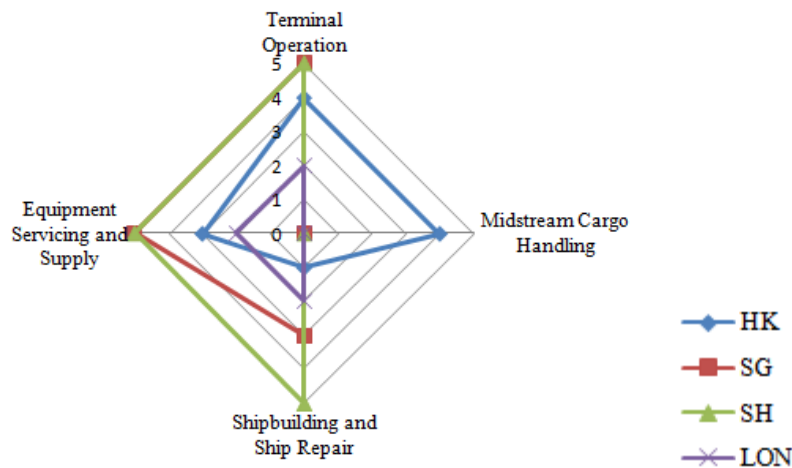 Terminal
Operation
5
4
3
2
1
0
Equipment
Servicing and
Supply
Midstream Cargo
Handling
Shipbuilding and
Ship Repair
HK
SG
SH
LON